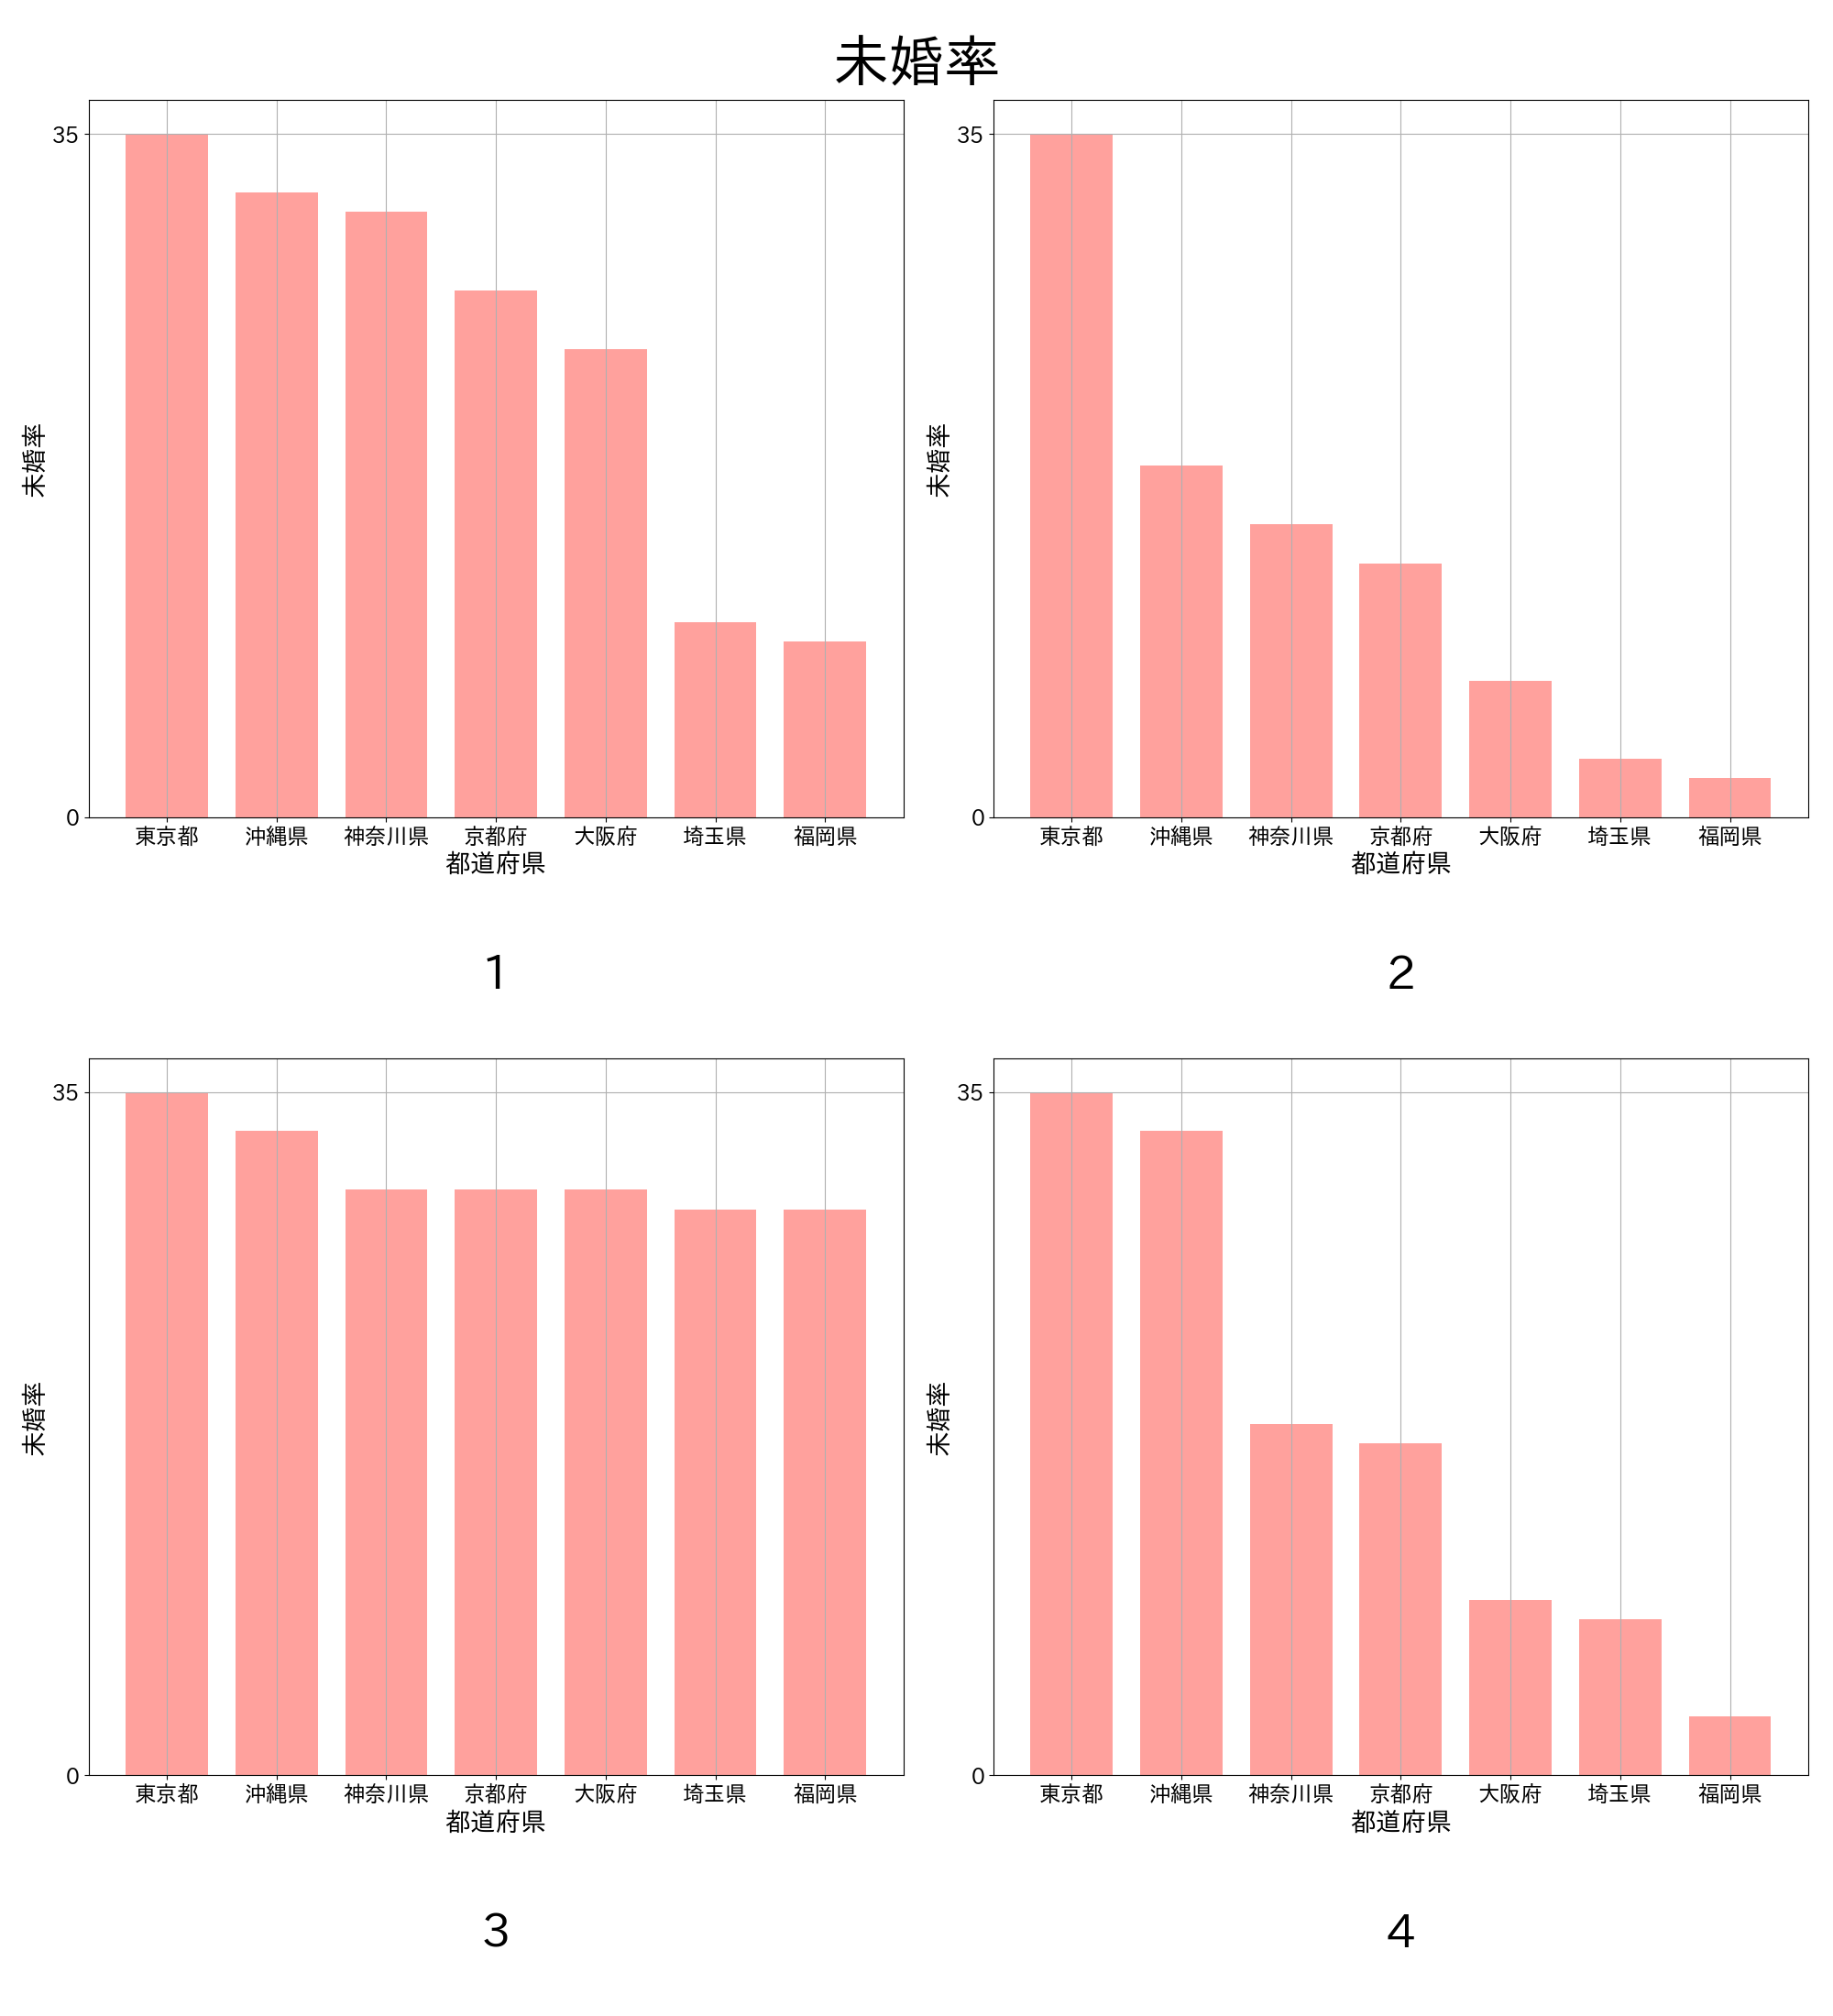 未婚率
35
0
未婚率
東京都 沖縄県 神奈川県 京都府 大阪府 埼玉県 福岡県
都道府県
1
35
0
未婚率
東京都 沖縄県 神奈川県 京都府 大阪府 埼玉県 福岡県
都道府県
2
35
0
未婚率
東京都 沖縄県 神奈川県 京都府 大阪府 埼玉県 福岡県
都道府県
3
35
0
未婚率
東京都 沖縄県 神奈川県 京都府 大阪府 埼玉県 福岡県
都道府県
4